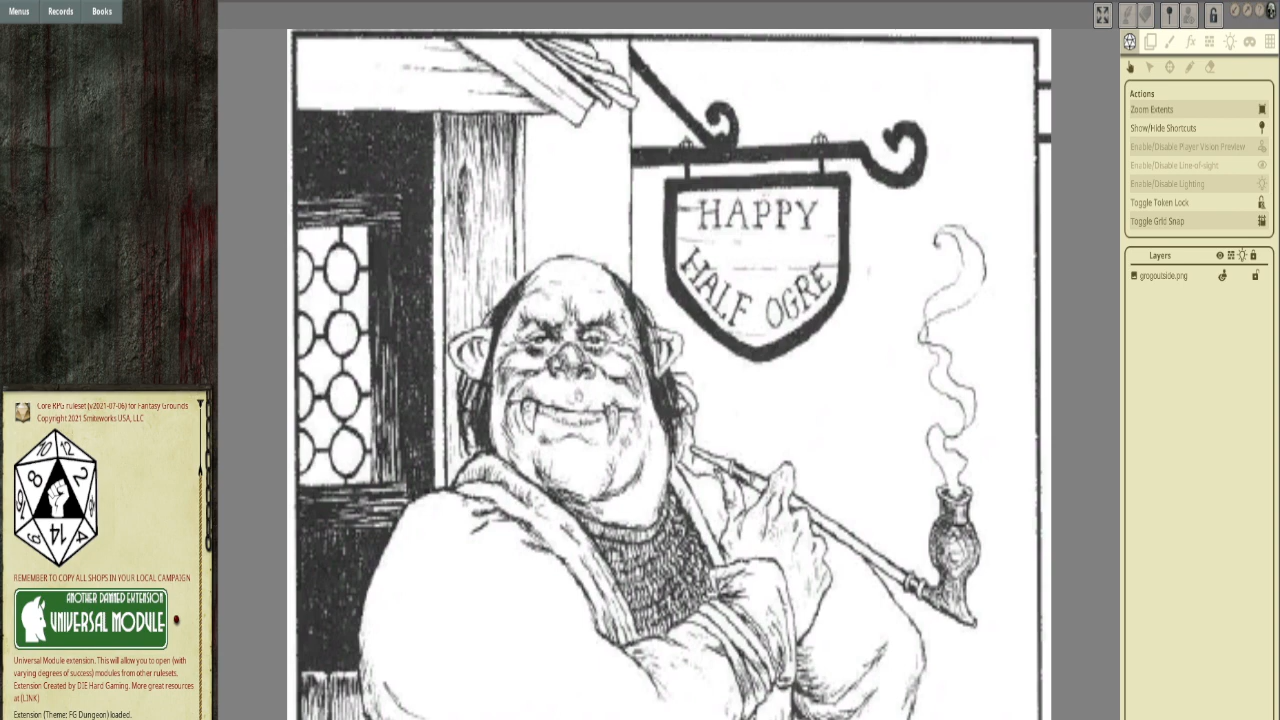 Menus Records Books
HAPPY
HALF OGRE
Actions
Zoom Extents
Show/Hide Shortcuts
Enable/Disable Player Vision Preview
Enable/Disable Line-of-sight
Enable/Disable Lighting
Toggle Token Lock
Toggle Grid Snap
Layers
grogoutside.png
Core RPG ruleset (v2021-07-06) for Fantasy Grounds
Copyright 2021 Smiteworks USA, LLC
10
12
8
2
14
REMEMBER TO COPY ALL SHOPS IN YOUR LOCAL CAMPAIGN
ANOTHER DAMNED EXTENSION
UNIVERSAL MODULE
Universal Module extension. This will allow you to open (with
varying degrees of success) modules from other rulesets.
Extension Created by DIE Hard Gaming. More great resources
at (LINK)
Extension (Theme: FG Dungeon) loaded.